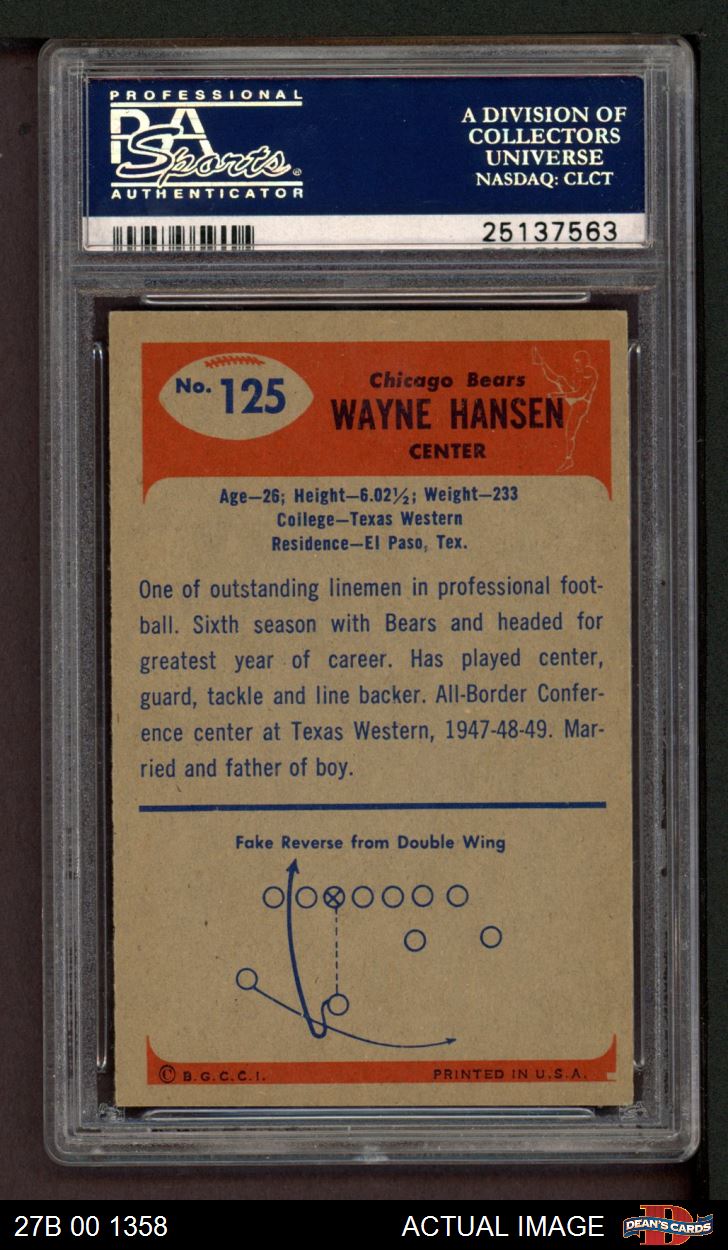 PROFESSIONAL
PSA
Sports®
AUTHENTICATOR
A DIVISION OF
COLLECTORS
UNIVERSE
NASDAQ: CLCT
25137563
No. 125
Chicago Bears
WAYNE HANSEN
CENTER
Age—26; Height—6.02½; Weight—233
College—Texas Western
Residence—El Paso, Tex.
One of outstanding linemen in professional foot-
ball. Sixth season with Bears and headed for
greatest year of career. Has played center,
guard, tackle and line backer. All-Border Confer-
ence center at Texas Western, 1947-48-49. Mar-
ried and father of boy.
Fake Reverse from Double Wing
© B.G.C.C.I.
PRINTED IN U.S.A.
27B 00 1358
ACTUAL IMAGE
DEAN'S CARDS